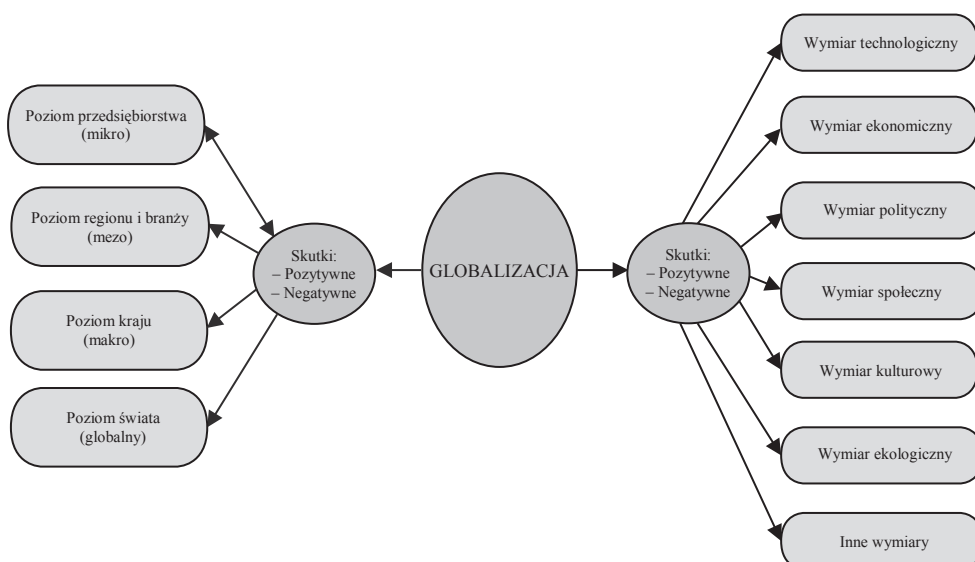 Poziom przedsiębiorstwa
(mikro)
Poziom regionu i branży
(mezo)
Poziom kraju
(makro)
Poziom świata
(globalny)
Skutki:
– Pozytywne
– Negatywne
GLOBALIZACJA
Skutki:
– Pozytywne
– Negatywne
Wymiar technologiczny
Wymiar ekonomiczny
Wymiar polityczny
Wymiar społeczny
Wymiar kulturowy
Wymiar ekologiczny
Inne wymiary